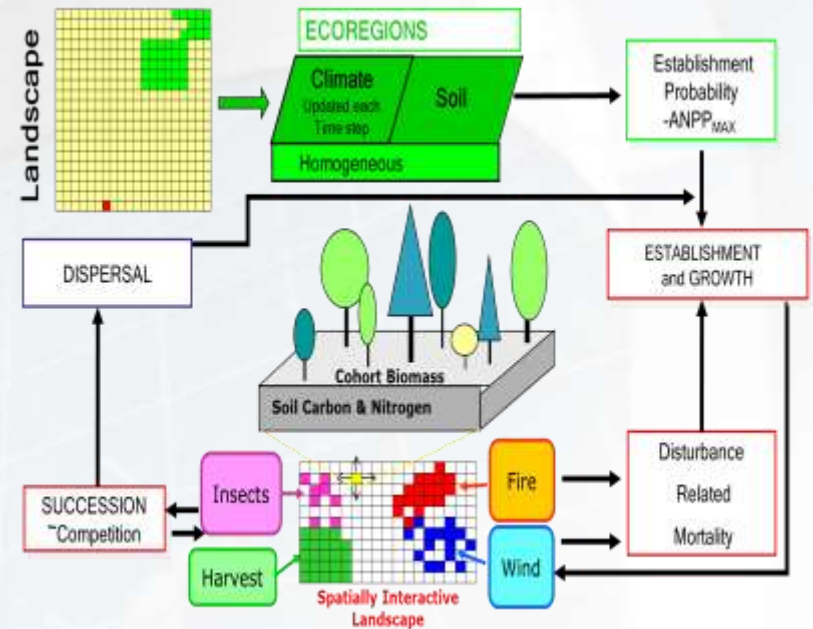 Landscape
ECOREGIONS
Climate
Updated each
Time step
Soil
Homogeneous
Establishment
Probability
-ANPPMAX
DISPERSAL
ESTABLISHMENT
and GROWTH
Cohort Biomass
Soil Carbon & Nitrogen
SUCCESSION
~Competition
Insects
Harvest
Fire
Wind
Disturbance
Related
Mortality
Spatially Interactive
Landscape